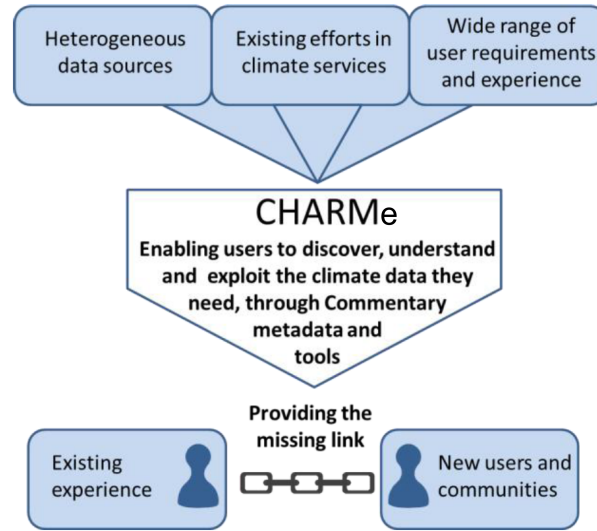 Heterogeneous
data sources
Existing efforts in
climate services
Wide range of
user requirements
and experience
CHARMe
Enabling users to discover, understand
and exploit the climate data they
need, through Commentary
metadata and
tools
Providing the
missing link
Existing
experience
New users and
communities